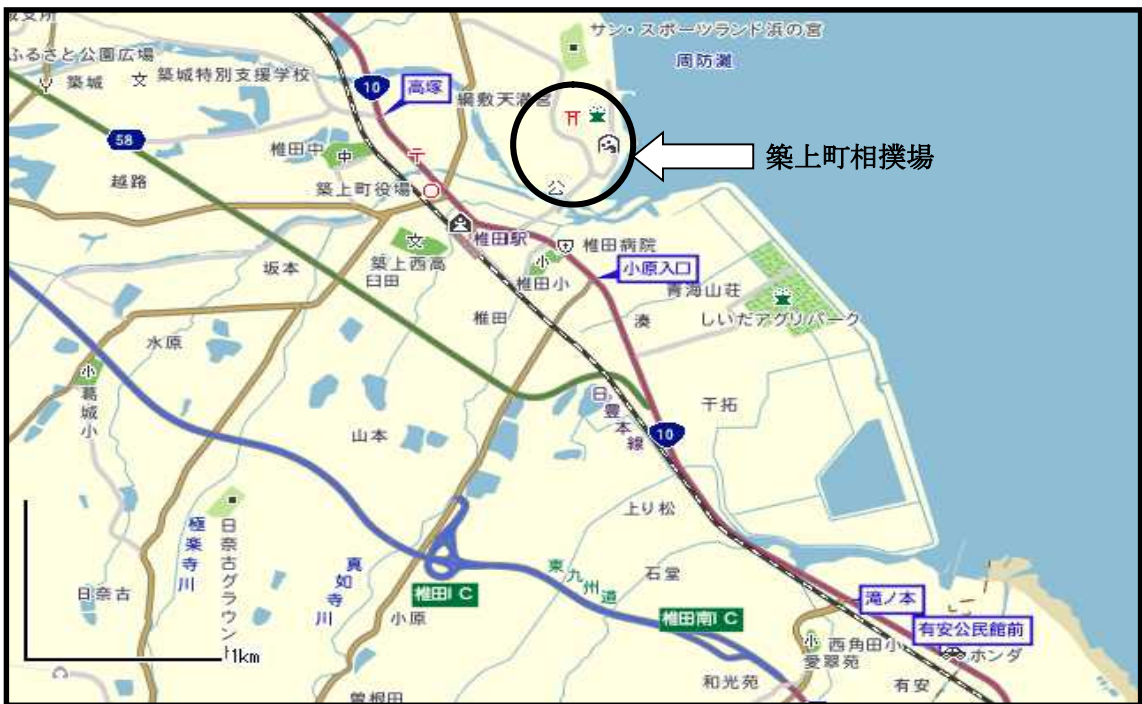 サン・スポーツランド浜の宮
周防灘
ふるさと公園広場
築城
文
築城特別支援学校
10
高塚
綱敷天満宮
58
椎田中
中
越路
築上町役場
公
築上町相撲場
椎田駅
椎田病院
文
築上西高
臼田
小
椎田小
小原入口
青海山荘
坂本
椎田
湊
しいだアグリパーク
水原
小
葛城小
日豊本線
干拓
山本
10
上り松
極楽寺川
日奈古グラウント
真如寺川
東九州道
石堂
日奈古
椎田IC
小原
椎田南IC
滝ノ本
有安公民館前
小
西角田小
愛翠苑
ホンダ
1km
和光苑
有安
曽根田